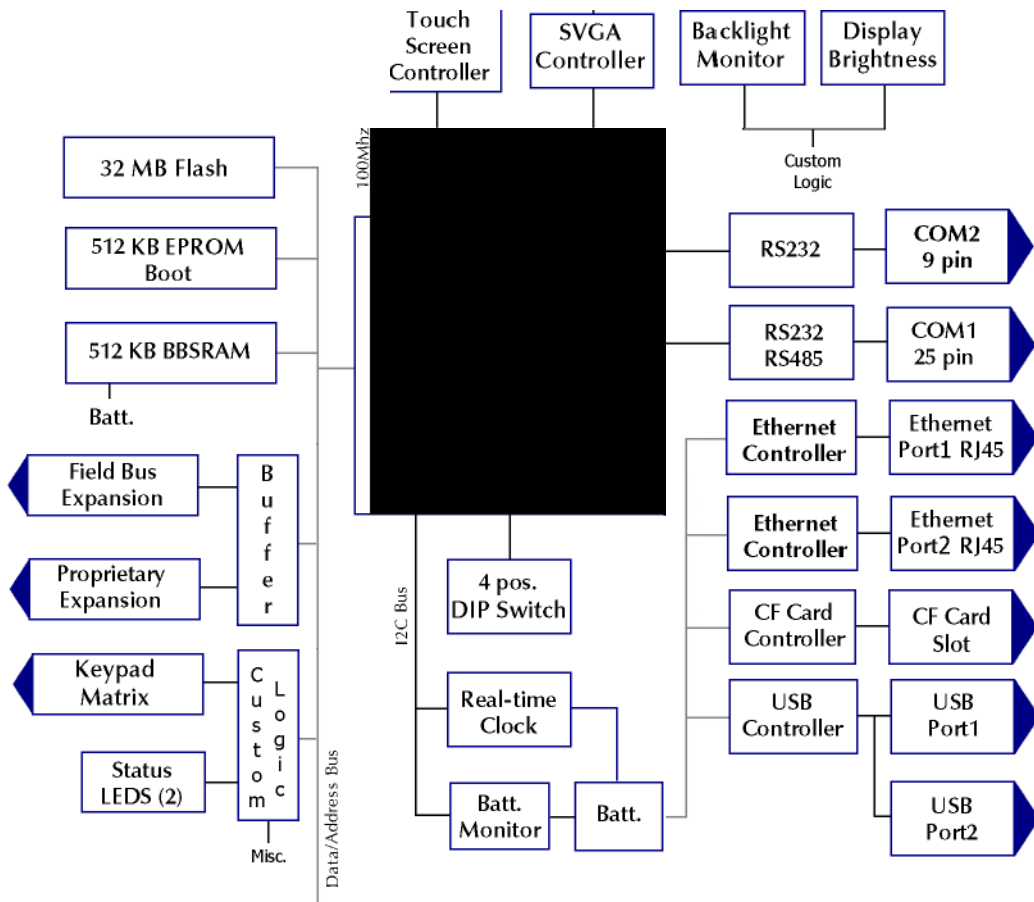 Touch
Screen
Controller
SVGA
Controller
Backlight
Monitor
Display
Brightness
100Mhz
Custom
Logic
32 MB Flash
512 KB EPROM
Boot
512 KB BBSRAM
Batt.
RS232
COM2
9 pin
RS232
RS485
COM1
25 pin
Ethernet
Controller
Ethernet
Port1 RJ45
Ethernet
Controller
Ethernet
Port2 RJ45
CF Card
Controller
CF Card
Slot
USB
Controller
USB
Port1
USB
Port2
Field Bus
Expansion
Proprietary
Expansion
Buffer
Keypad
Matrix
Status
LEDS (2)
Custom
Logic
Misc.
Data/Address Bus
I2C Bus
4 pos.
DIP Switch
Real-time
Clock
Batt.
Monitor
Batt.